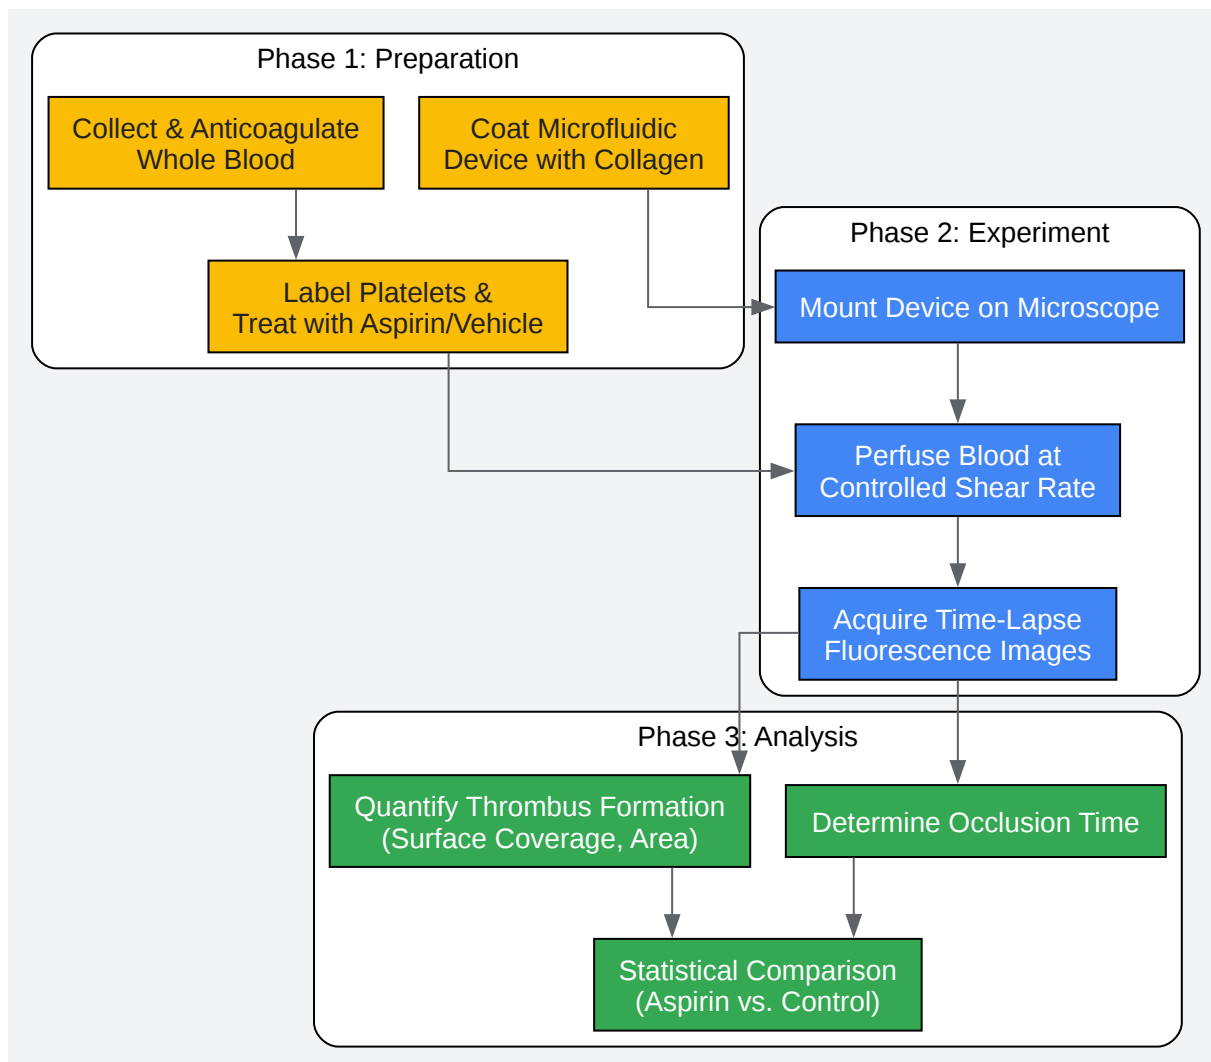 Phase 1: Preparation
Collect & Anticoagulate
Whole Blood
Coat Microfluidic
Device with Collagen
Label Platelets &
Treat with Aspirin/Vehicle
Phase 2: Experiment
Mount Device on Microscope
Perfuse Blood at
Controlled Shear Rate
Acquire Time-Lapse
Fluorescence Images
Phase 3: Analysis
Quantify Thrombus Formation
(Surface Coverage, Area)
Determine Occlusion Time
Statistical Comparison
(Aspirin vs. Control)